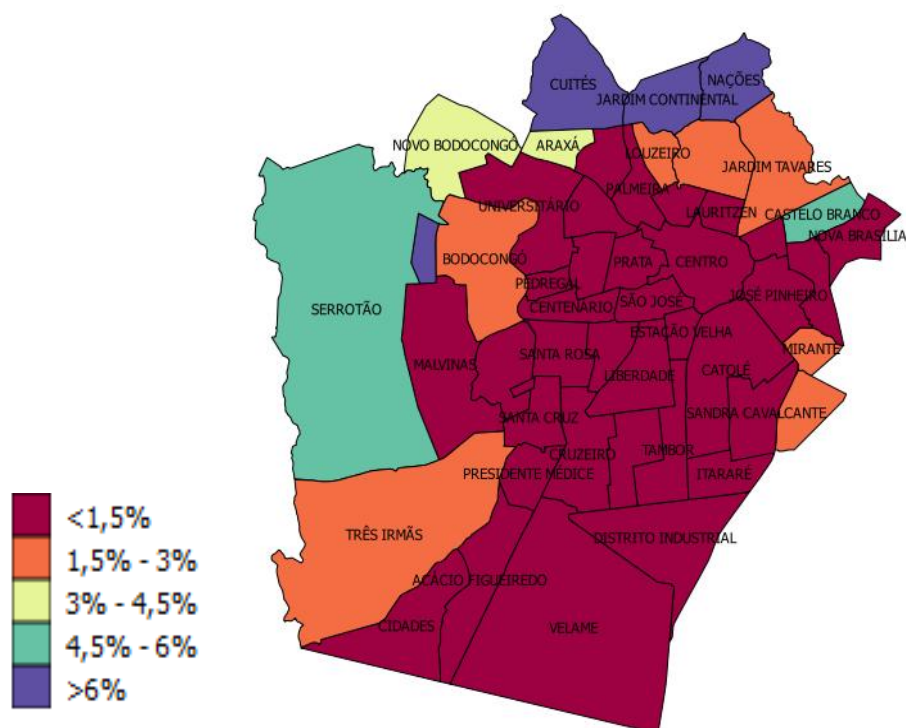 CUITÉS
NAÇÕES
JARDIM CONTINENTAL
NOVO BODOCONGÓ
ARAXÁ
LOUZEIRO
JARDIM TAVARES
PALMEIRA
UNIVERSITÁRIO
LAURITZEN
CASTELO BRANCO
NOVA BRASILIA
BODOCONGÓ
PRATA
CENTRO
PEDREGAL
CENTENÁRIO
SÃO JOSÉ
JOSÉ PINHEIRO
SERROTÃO
ESTAÇÃO VELHA
MIRANTE
MALVINAS
SANTA ROSA
LIBERDADE
CATOLÉ
SANTA CRUZ
SANDRA CAVALCANTE
CRUZEIRO
TAMBOR
PRESIDENTE MÉDICE
ITARARÉ
TRÊS IRMÃS
DISTRITO INDUSTRIAL
ACÁCIO FIGUEIREDO
CIDADES
VELAME
<1,5%
1,5% - 3%
3% - 4,5%
4,5% - 6%
>6%